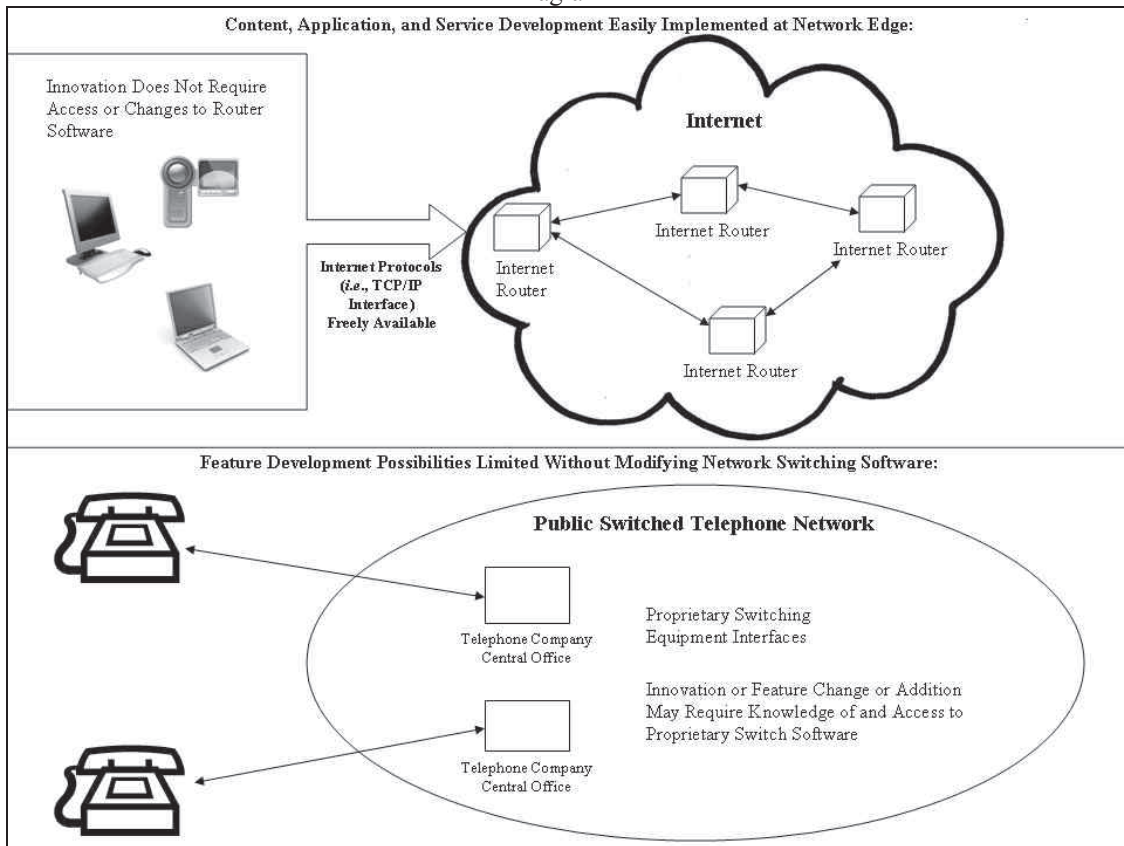 Content, Application, and Service Development Easily Implemented at Network Edge:
Innovation Does Not Require
Access or Changes to Router
Software
Internet
Internet Router
Internet Router
Internet
Router
Internet Protocols
(i.e., TCP/IP
Interface)
Freely Available
Internet Router
Feature Development Possibilities Limited Without Modifying Network Switching Software:
Public Switched Telephone Network
Telephone Company
Central Office
Proprietary Switching
Equipment Interfaces
Innovation or Feature Change or Addition
May Require Knowledge of and Access to
Proprietary Switch Software
Telephone Company
Central Office